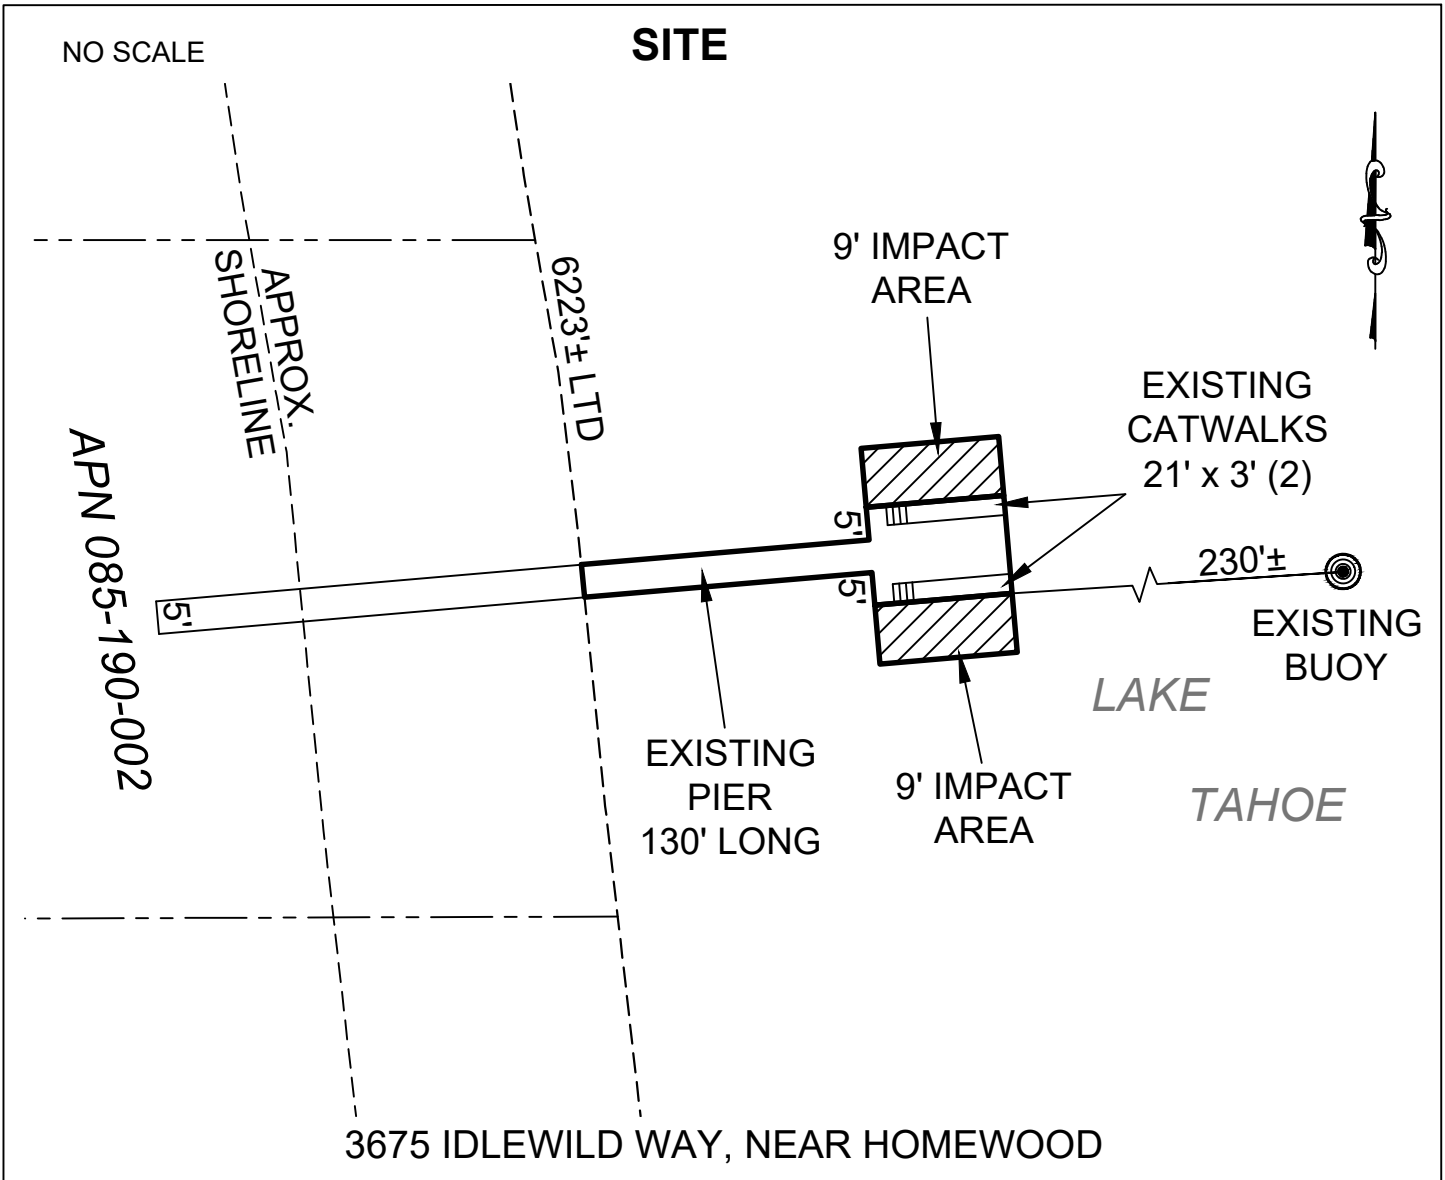 NO SCALE
SITE
9' IMPACT
AREA
APPROX.
SHORELINE
6223'± LTD
EXISTING
CATWALKS
21' x 3' (2)
APN 085-190-002
5'
5'
5'
230'±
EXISTING
BUOY
LAKE
TAHOE
EXISTING
PIER
130' LONG
9' IMPACT
AREA
3675 IDLEWILD WAY, NEAR HOMEWOOD